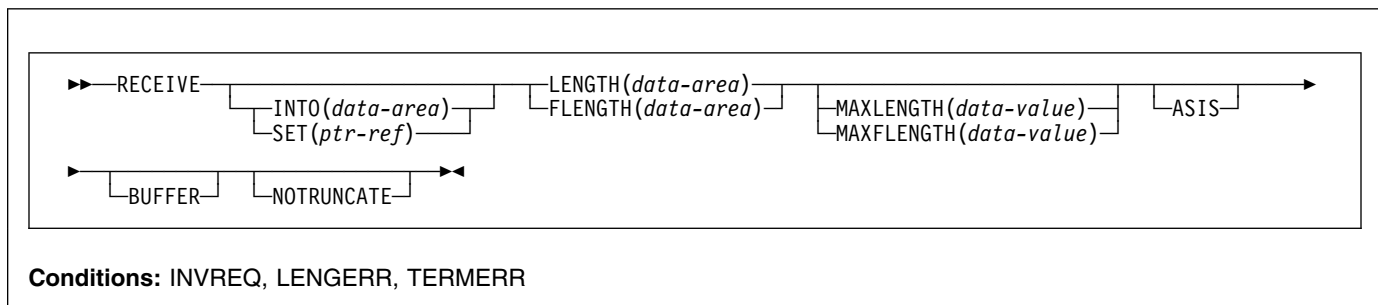 RECEIVE LENGTH(data-area)
INTO(data-area) FLENGTH(data-area) MAXLENGTH(data-value) ASIS
SET(ptr-ref) MAXFLENGTH(data-value)
BUFFER NOTRUNCATE
Conditions: INVREQ, LENGERR, TERMERR